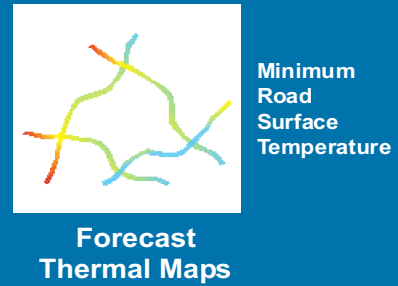 Minimum
Road
Surface
Temperature
Forecast
Thermal Maps